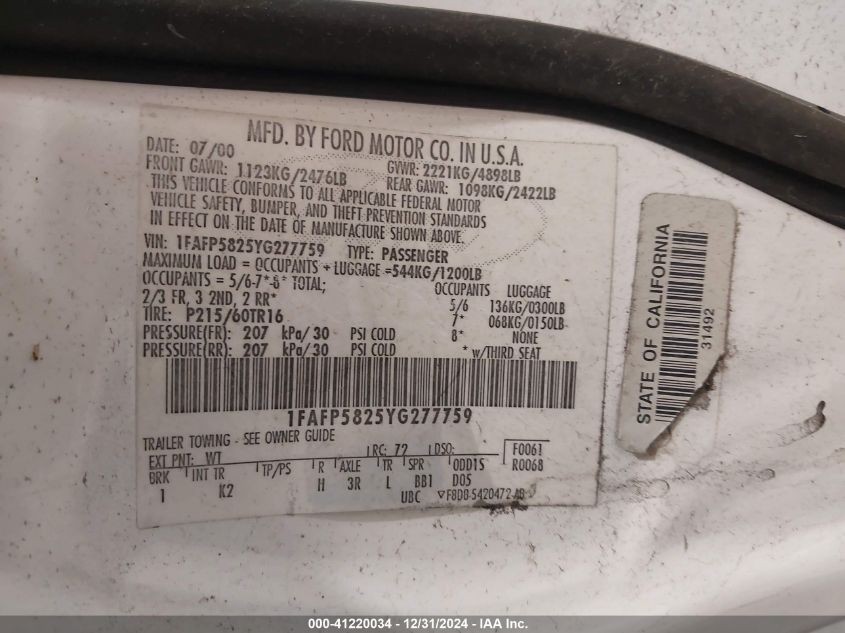 MFD. BY FORD MOTOR CO. IN U.S.A.
DATE: 07/00 GVWR: 2221KG/4898LB
FRONT GAWR: 1123KG/2476LB REAR GAWR: 1098KG/2422LB
THIS VEHICLE CONFORMS TO ALL APPLICABLE FEDERAL MOTOR
VEHICLE SAFETY, BUMPER, AND THEFT PREVENTION STANDARDS
IN EFFECT ON THE DATE OF MANUFACTURE SHOWN ABOVE.
VIN: 1FAFP5825YG277759 TYPE: PASSENGER
MAXIMUM LOAD = OCCUPANTS + LUGGAGE =544KG/1200LB
OCCUPANTS = 5/6-7*-8* TOTAL; OCCUPANTS LUGGAGE
2/3 FR, 3 2ND, 2 RR* 5/6 136KG/0300LB
TIRE: P215/60TR16 7* 068KG/0150LB
PRESSURE(FR): 207 kPa/30 PSI COLD 8* NONE
PRESSURE(RR): 207 kPa/30 PSI COLD * w/THIRD SEAT
1FAFP5825YG277759
TRAILER TOWING - SEE OWNER GUIDE
EXT PNT: WT RC: 72 DSO: F0061
BRK INT TR TP/PS R AXLE TR SPR ODD1S R0068
1 K2 H 3R L BB1 D05
UBC F8DB-5420472-AB
STATE OF CALIFORNIA
31492
000-41220034 - 12/31/2024 - IAA Inc.